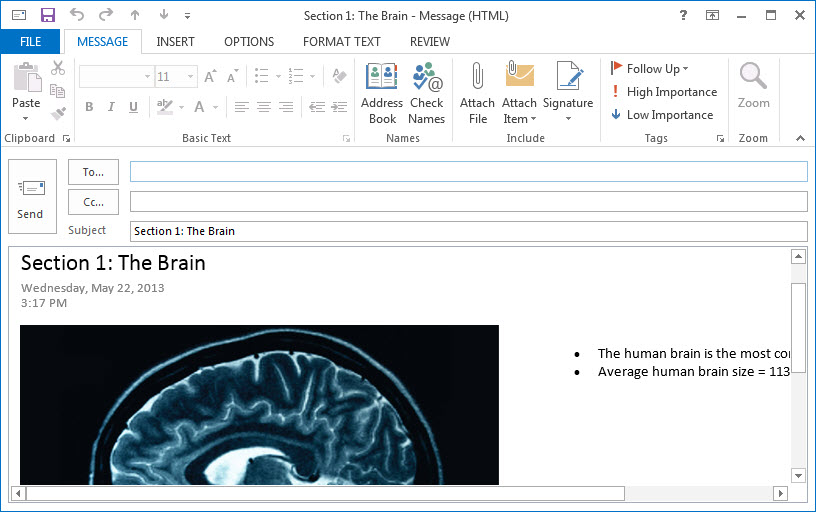 Section 1: The Brain - Message (HTML)
?
FILE MESSAGE INSERT OPTIONS FORMAT TEXT REVIEW
Paste
11 A A
B I U ab A
Address Book
Check Names
Attach File
Attach Item
Signature
Follow Up
! High Importance
Low Importance
Zoom
Clipboard Basic Text Names Include Tags Zoom
Send
To...
Cc...
Subject Section 1: The Brain
Section 1: The Brain
Wednesday, May 22, 2013
3:17 PM
• The human brain is the most
• Average human brain size = 113